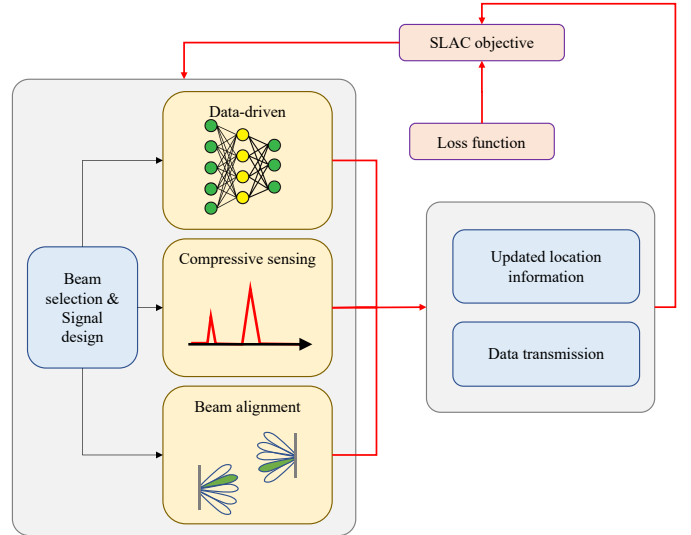 SLAC objective
Loss function
Data-driven
Compressive sensing
Beam
selection &
Signal
design
Beam alignment
Updated location
information
Data transmission